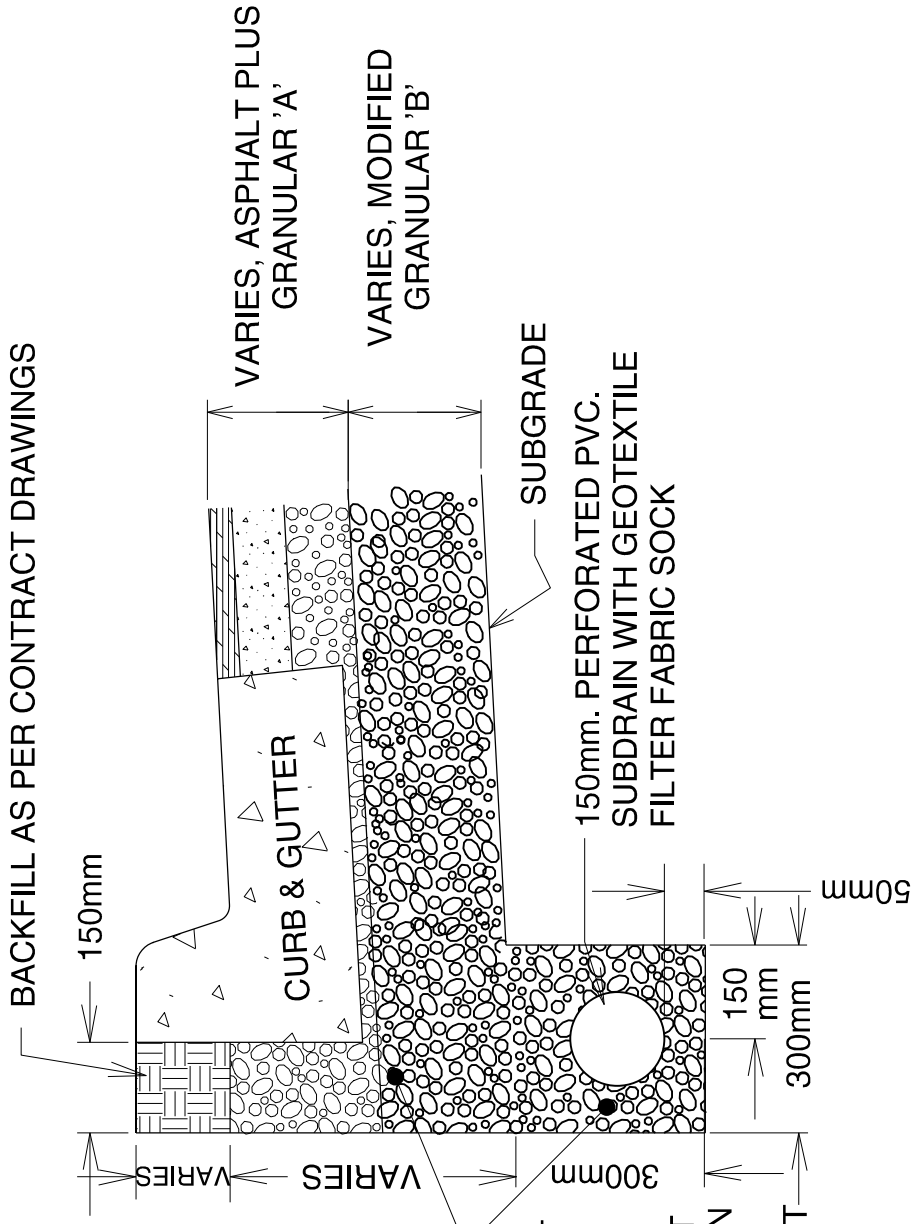 BACKFILL AS PER CONTRACT DRAWINGS
150mm
VARIES, ASPHALT PLUS
GRANULAR 'A'
VARIES, MODIFIED
GRANULAR 'B'
CURB & GUTTER
SUBGRADE
150mm. PERFORATED PVC.
SUBDRAIN WITH GEOTEXTILE
FILTER FABRIC SOCK
VARIES
VARIES
300mm
150
mm
300mm
50mm
T
N
T